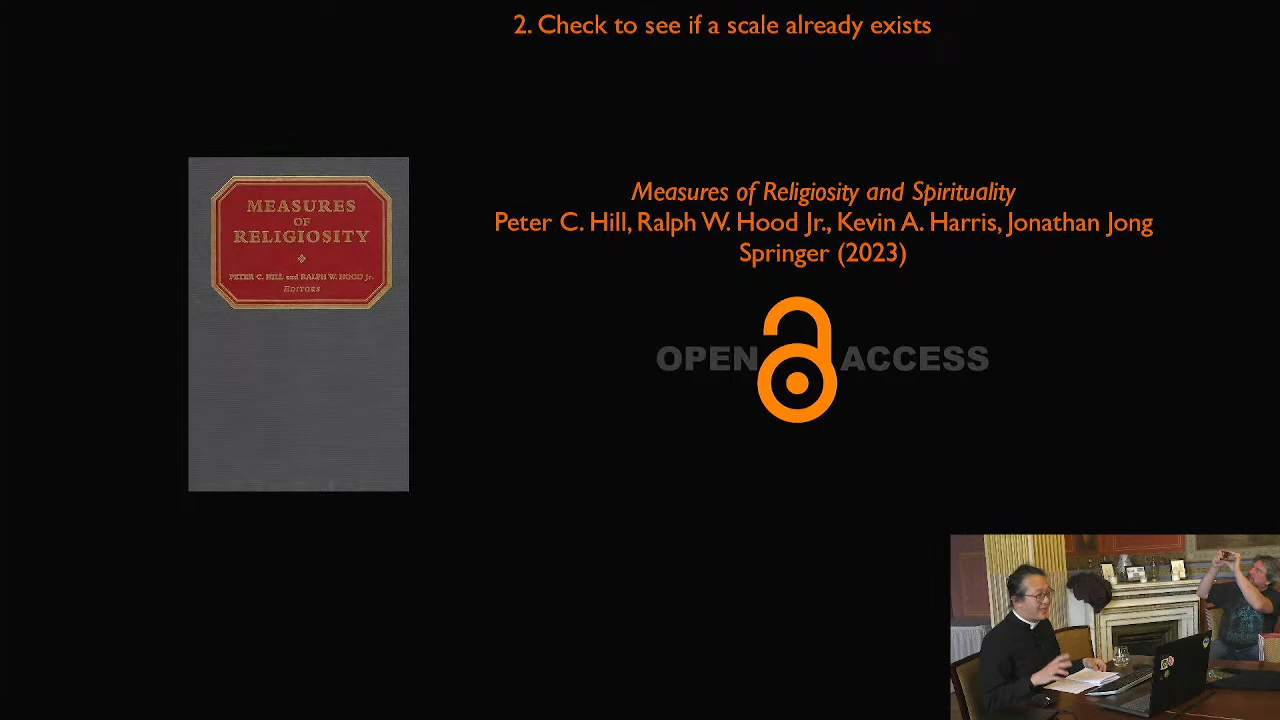 2. Check to see if a scale already exists
MEASURES
OF
RELIGIOSITY
PETER C. HILL and RALPH W. HOOD Jr.
EDITORS
Measures of Religiosity and Spirituality
Peter C. Hill, Ralph W. Hood Jr., Kevin A. Harris, Jonathan Jong
Springer (2023)
OPEN ACCESS